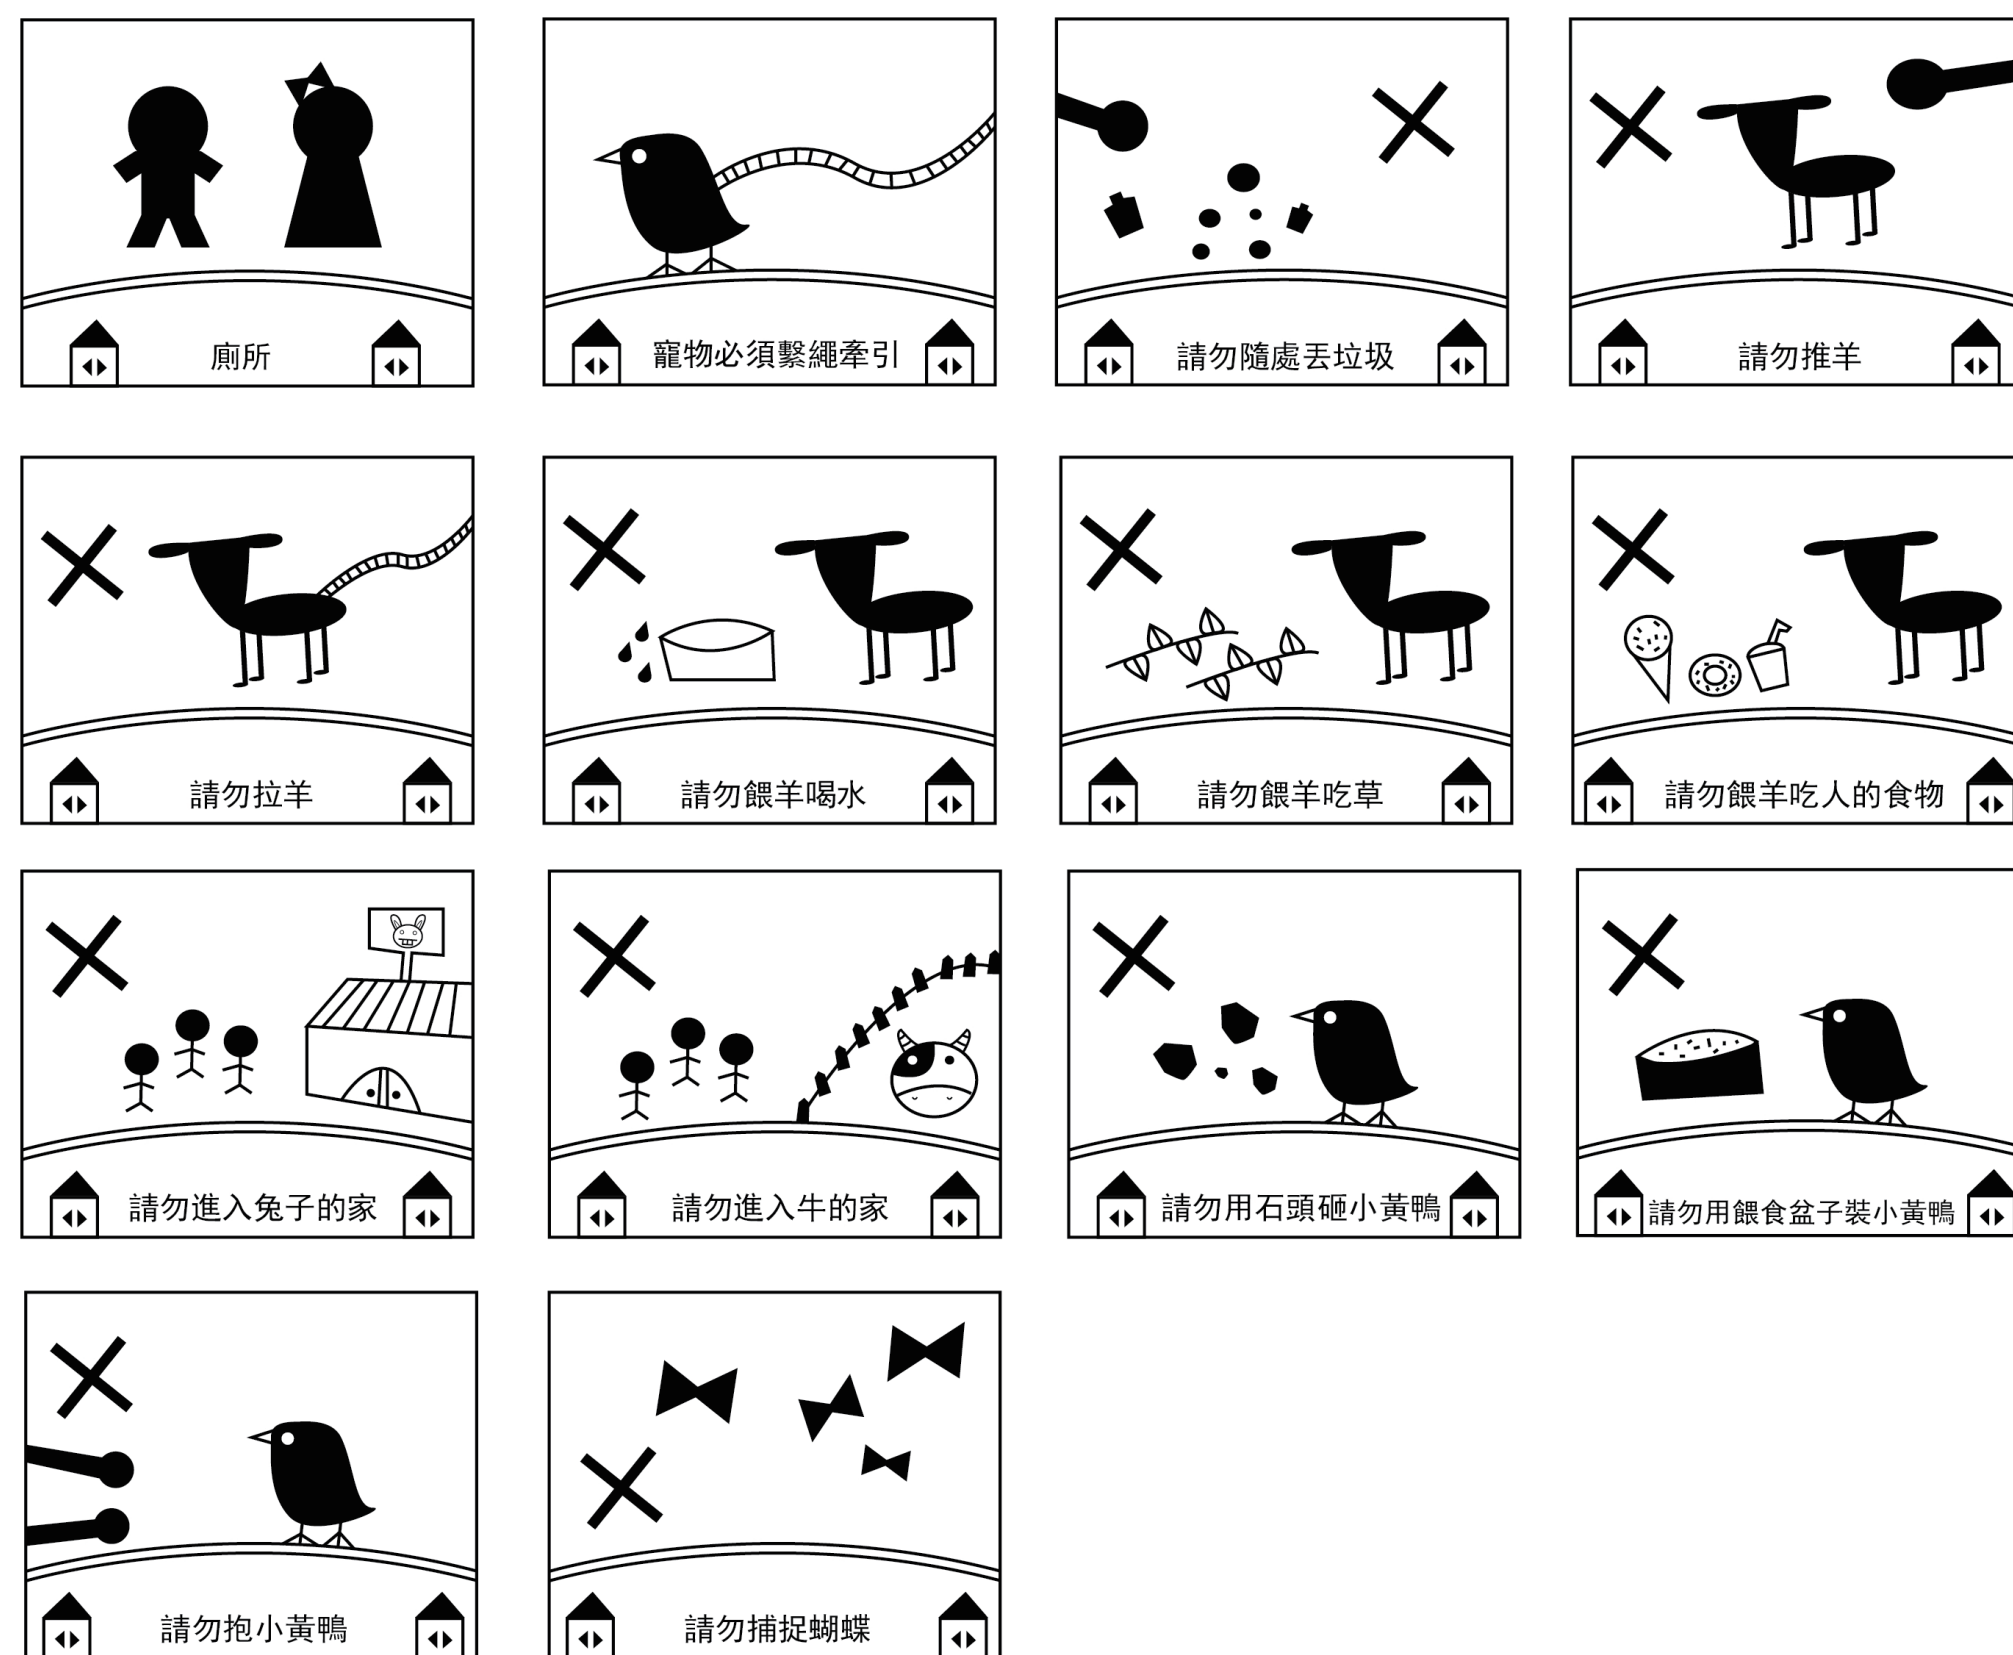 廁所
寵物必須繫繩牽引
請勿隨處丟垃圾
請勿推羊
請勿拉羊
請勿餵羊喝水
請勿餵羊吃草
請勿餵羊吃人的食物
請勿進入兔子的家
請勿進入牛的家
請勿用石頭砸小黃鴨
請勿用餵食盆子裝小黃鴨
請勿抱小黃鴨
請勿捕捉蝴蝶